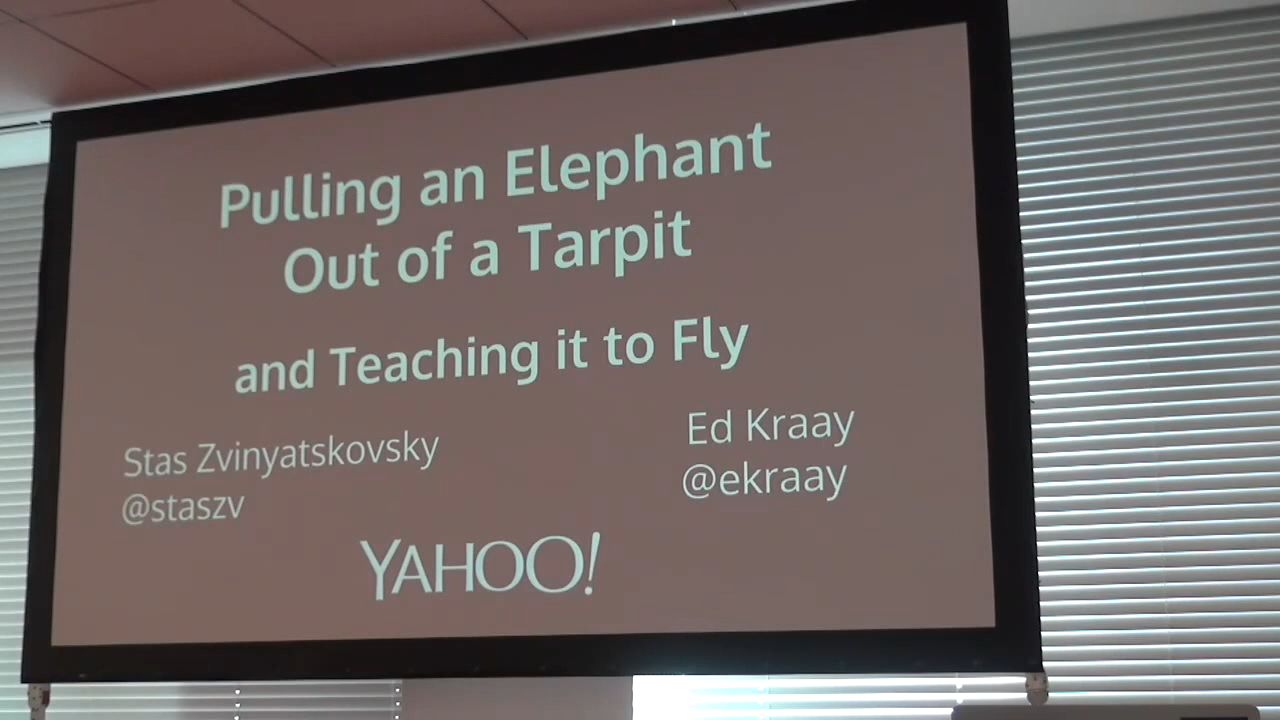 Pulling an Elephant
Out of a Tarpit
and Teaching it to Fly
Stas Zvinyatskovsky
@staszv
Ed Kraay
@ekraay
YAHOO!